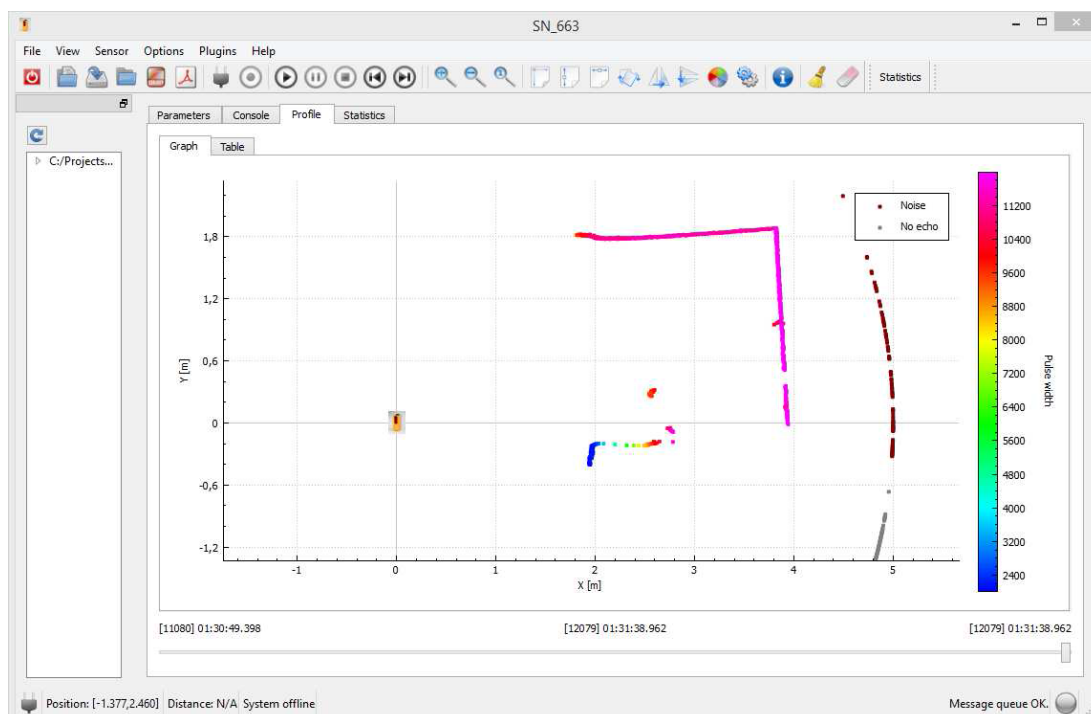 SN_663
File View Sensor Options Plugins Help
Statistics
Parameters Console Profile Statistics
Graph Table
C:/Projects...
Noise
No echo
1,8
1,2
0,6
0
-0,6
-1,2
Y [m]
-1 0 1 2 3 4 5
X [m]
11200
10400
9600
8800
8000
7200
6400
5600
4800
4000
3200
2400
Pulse width
[11080] 01:30:49.398 [12079] 01:31:38.962 [12079] 01:31:38.962
Position: [-1.377,2.460] Distance: N/A System offline Message queue OK.